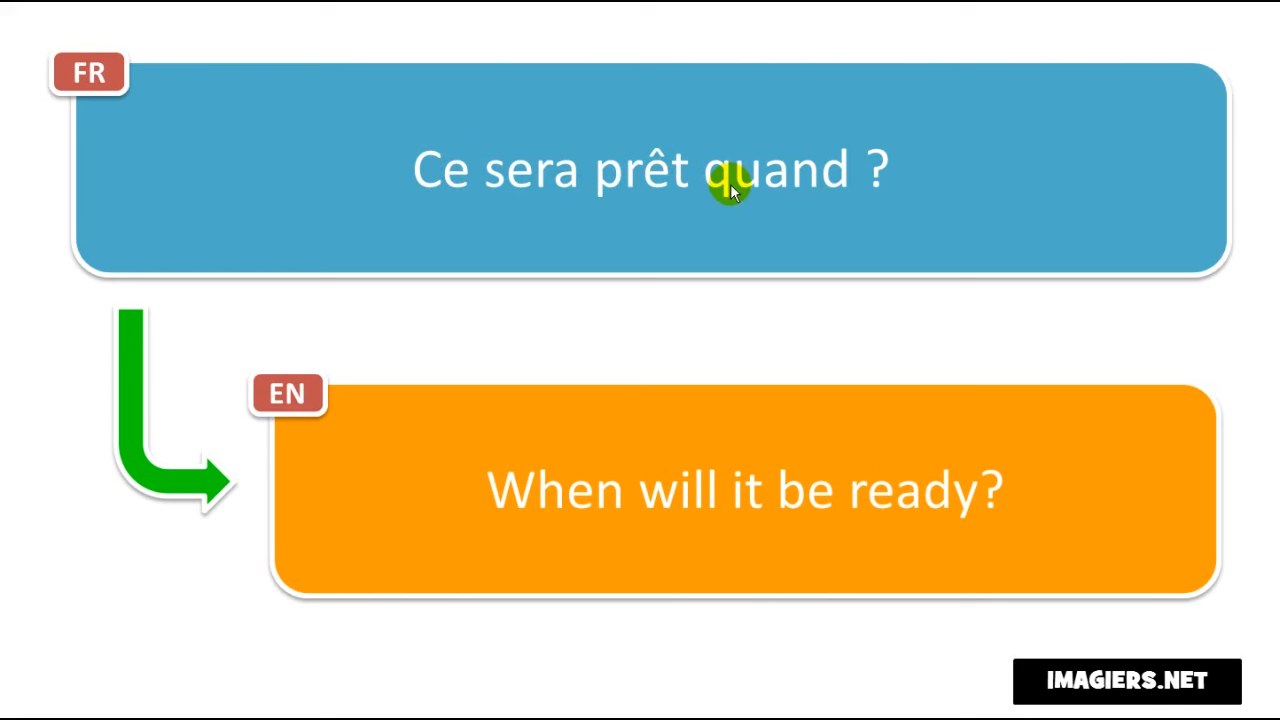 FR
Ce sera prêt quand ?
EN
When will it be ready?
IMAGIERS.NET